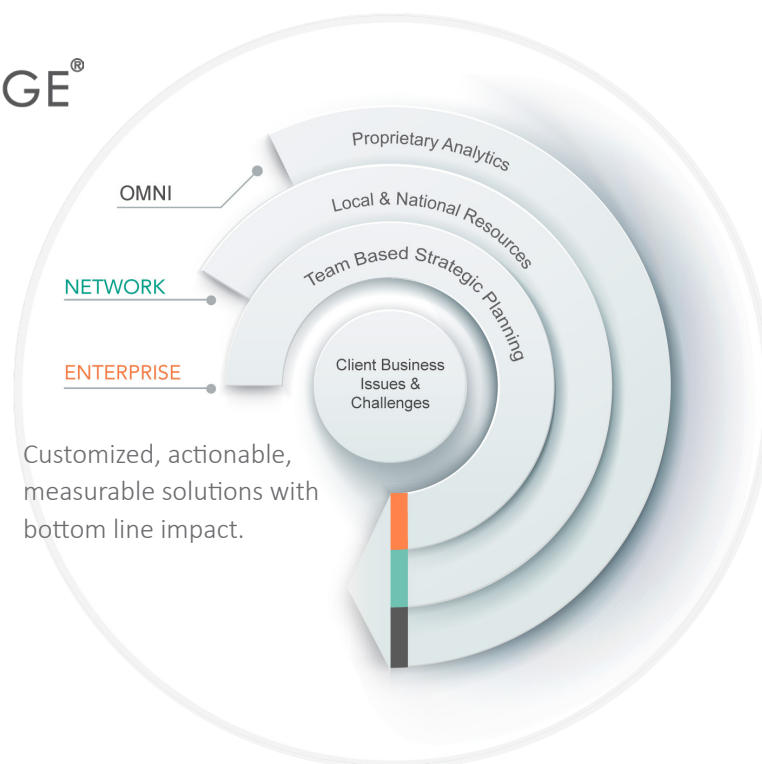 GE®
Proprietary Analytics
OMNI
Local & National Resources
Team Based Strategic Planning
NETWORK
ENTERPRISE
Client Business
Issues &
Challenges
Customized, actionable,
measurable solutions with
bottom line impact.